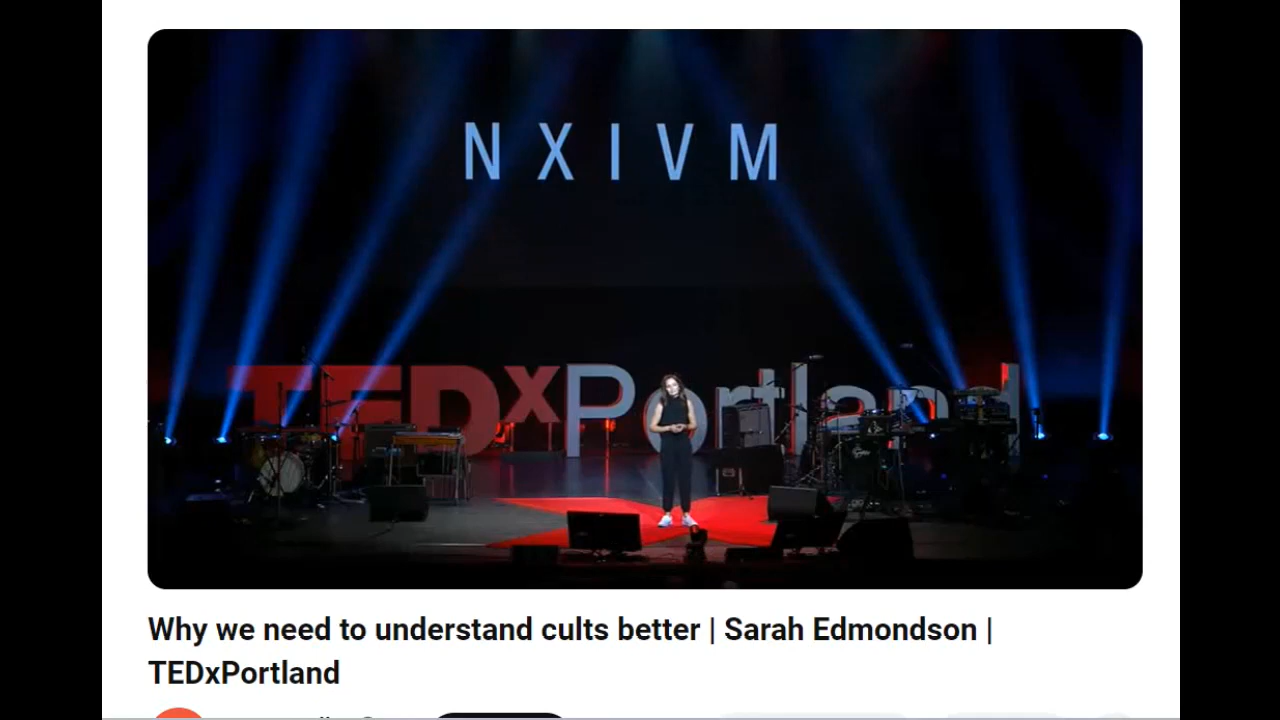 NXIVM
TEDxPortland
Why we need to understand cults better | Sarah Edmondson |
TEDxPortland